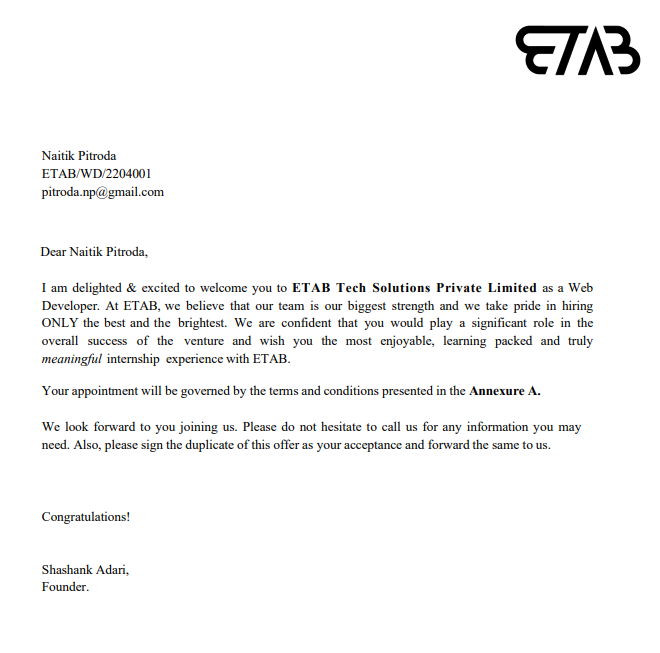 ETAB
Naitik Pitroda
ETAB/WD/2204001
pitroda.np@gmail.com
Dear Naitik Pitroda,
I am delighted & excited to welcome you to ETAB Tech Solutions Private Limited as a Web
Developer. At ETAB, we believe that our team is our biggest strength and we take pride in hiring
ONLY the best and the brightest. We are confident that you would play a significant role in the
overall success of the venture and wish you the most enjoyable, learning packed and truly
meaningful internship experience with ETAB.
Your appointment will be governed by the terms and conditions presented in the Annexure A.
We look forward to you joining us. Please do not hesitate to call us for any information you may
need. Also, please sign the duplicate of this offer as your acceptance and forward the same to us.
Congratulations!
Shashank Adari,
Founder.